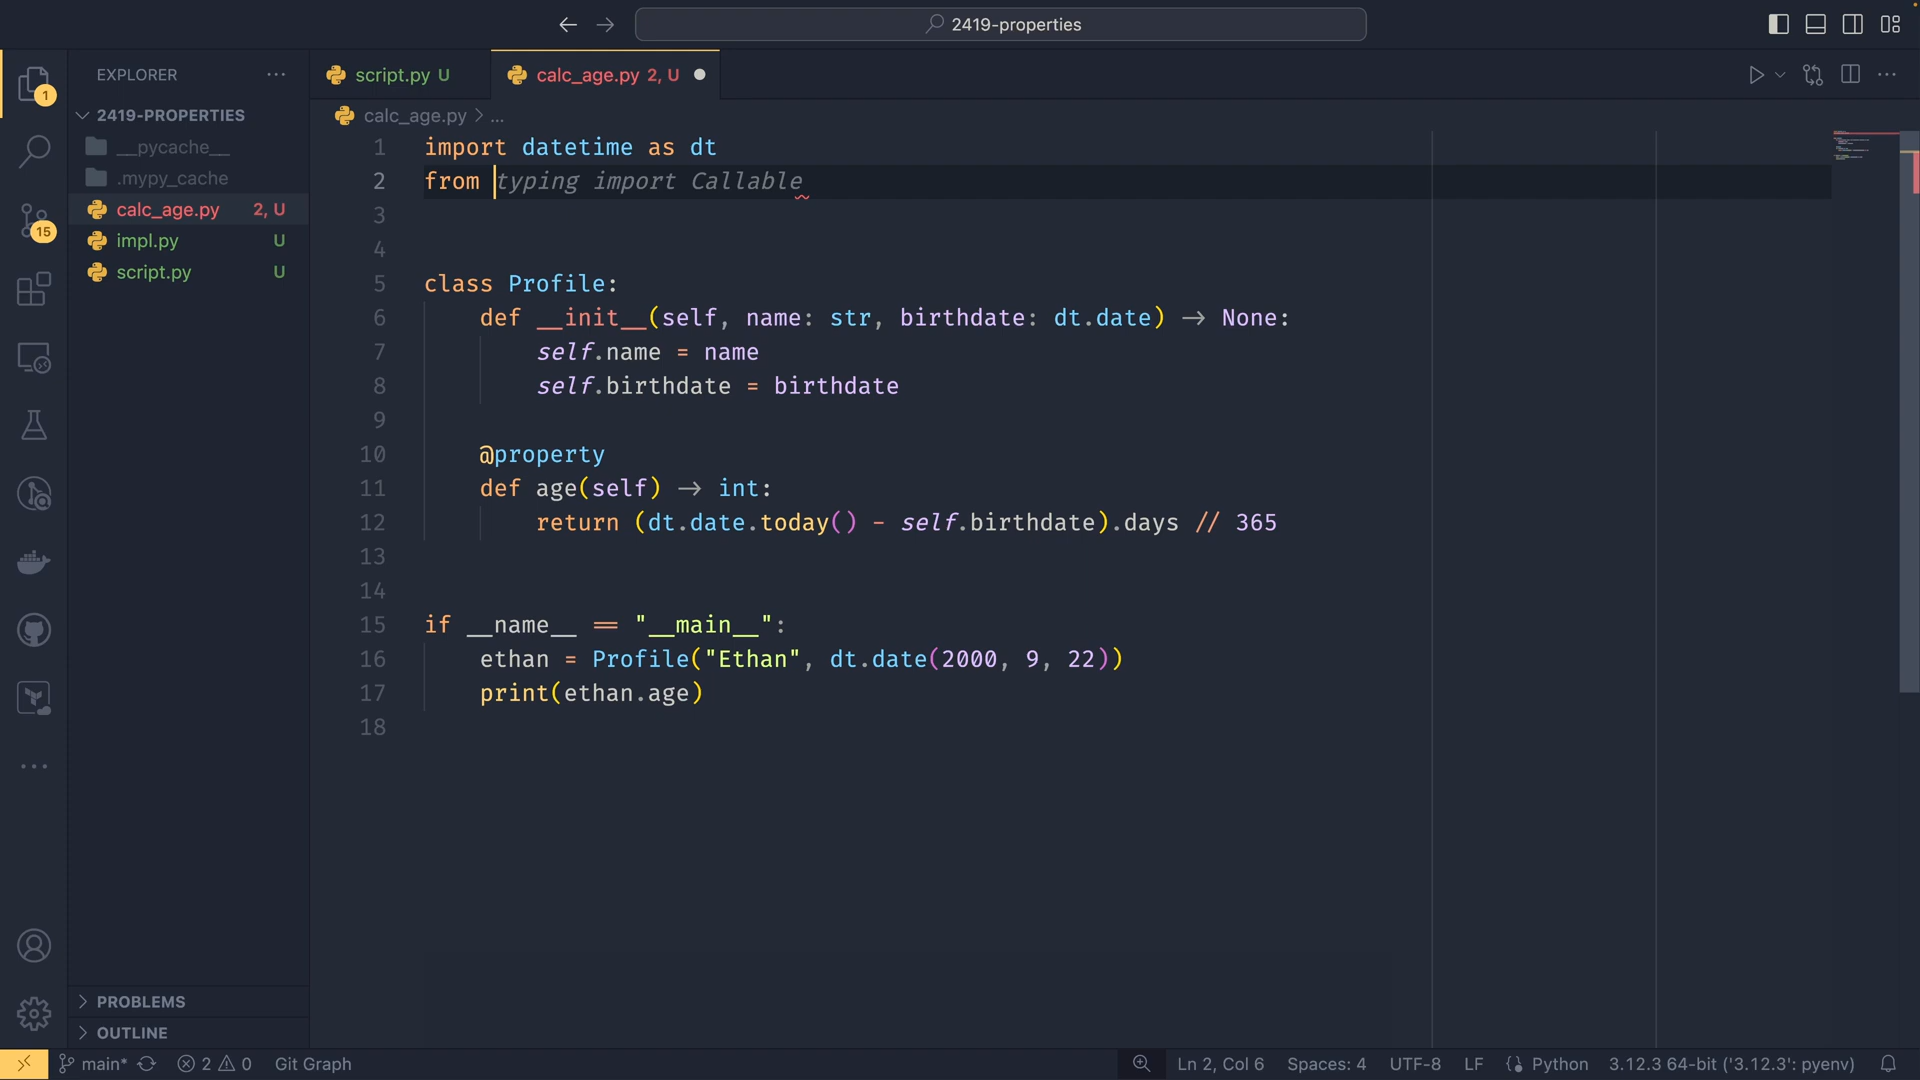 2419-properties
EXPLORER
1
2419-PROPERTIES
__pycache__
.mypy_cache
calc_age.py 2, U
impl.py U
script.py U
15
PROBLEMS
OUTLINE
script.py U
calc_age.py 2, U
calc_age.py > ...
1 import datetime as dt
2 from typing import Callable
3
4
5 class Profile:
6 def __init__(self, name: str, birthdate: dt.date) → None:
7 self.name = name
8 self.birthdate = birthdate
9
10 @property
11 def age(self) → int:
12 return (dt.date.today() - self.birthdate).days // 365
13
14
15 if __name__ == "__main__":
16 ethan = Profile("Ethan", dt.date(2000, 9, 22))
17 print(ethan.age)
18
main* 2 0 Git Graph Ln 2, Col 6 Spaces: 4 UTF-8 LF Python 3.12.3 64-bit ('3.12.3': pyenv)